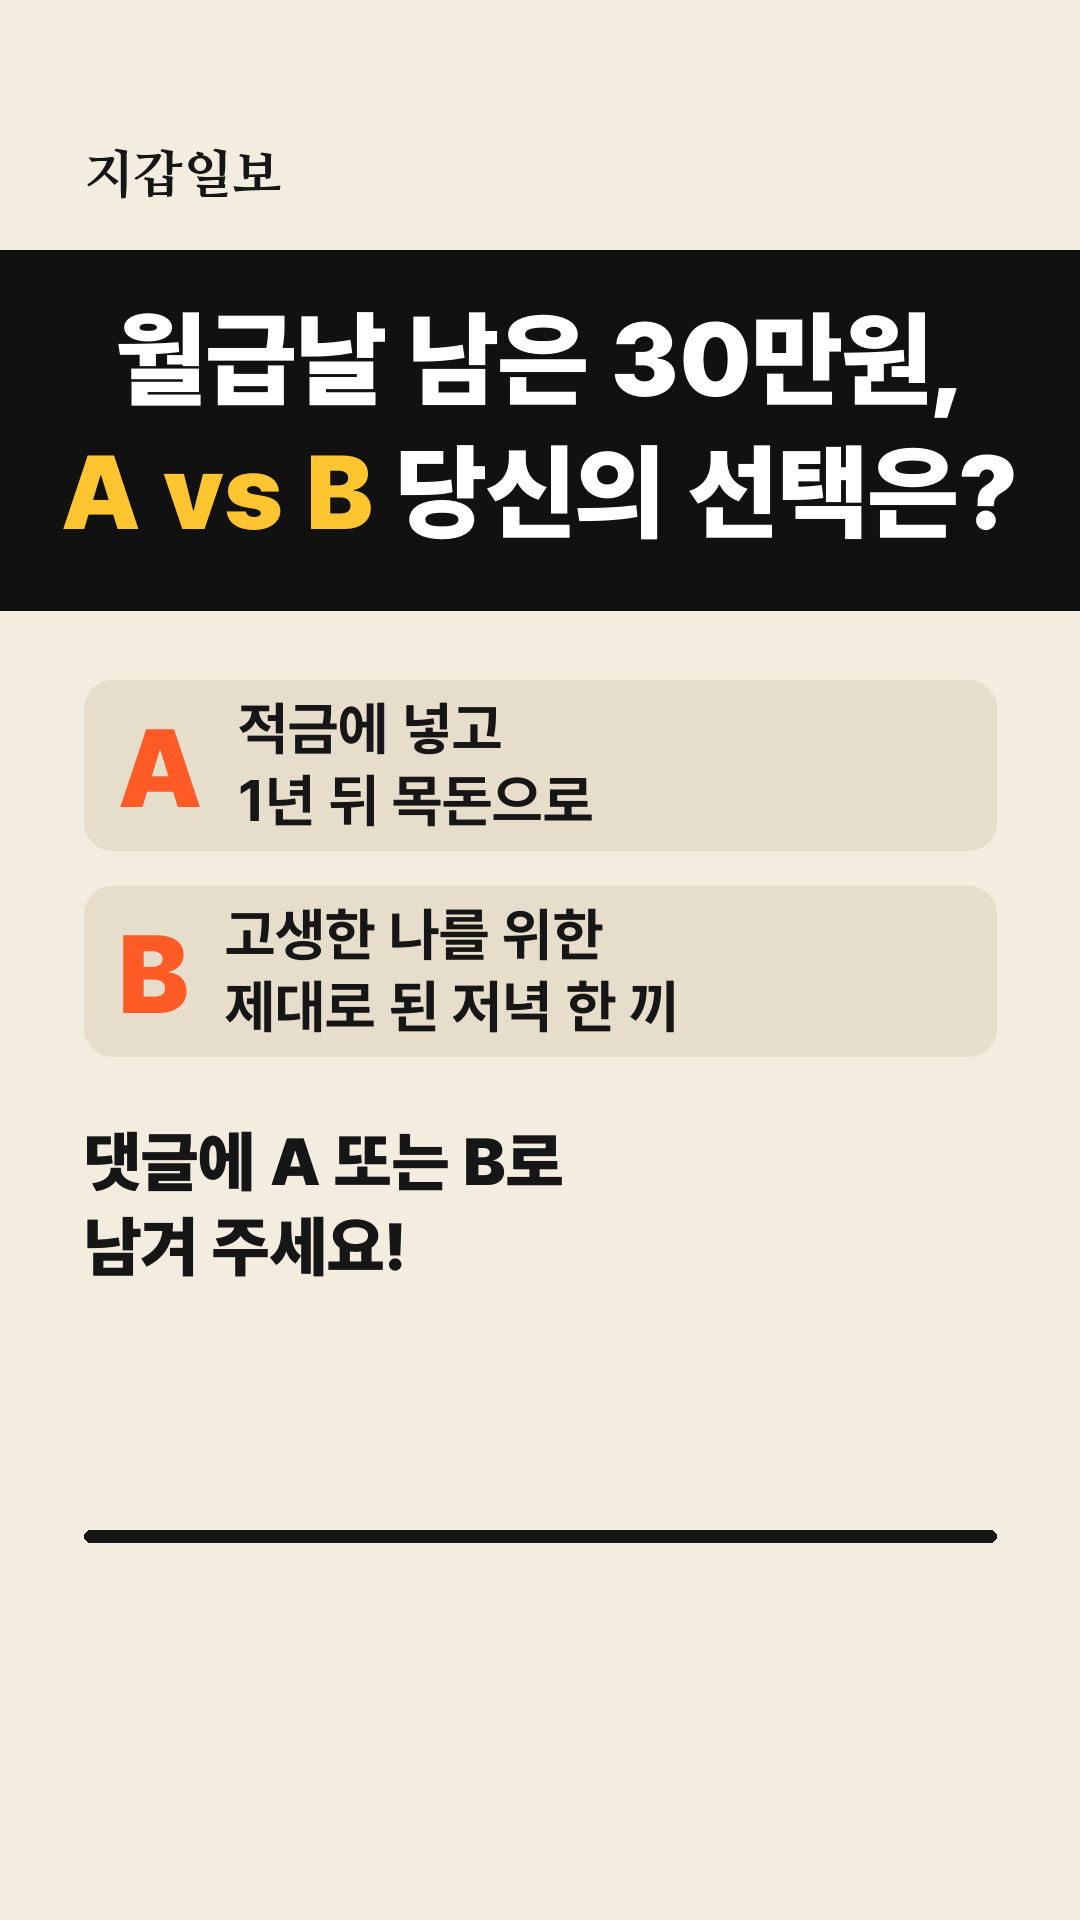 지갑일보
월급날 남은 30만원,
A vs B 당신의 선택은?
A
적금에 넣고
1년 뒤 목돈으로
B
고생한 나를 위한
제대로 된 저녁 한 끼
댓글에 A 또는 B로
남겨 주세요!